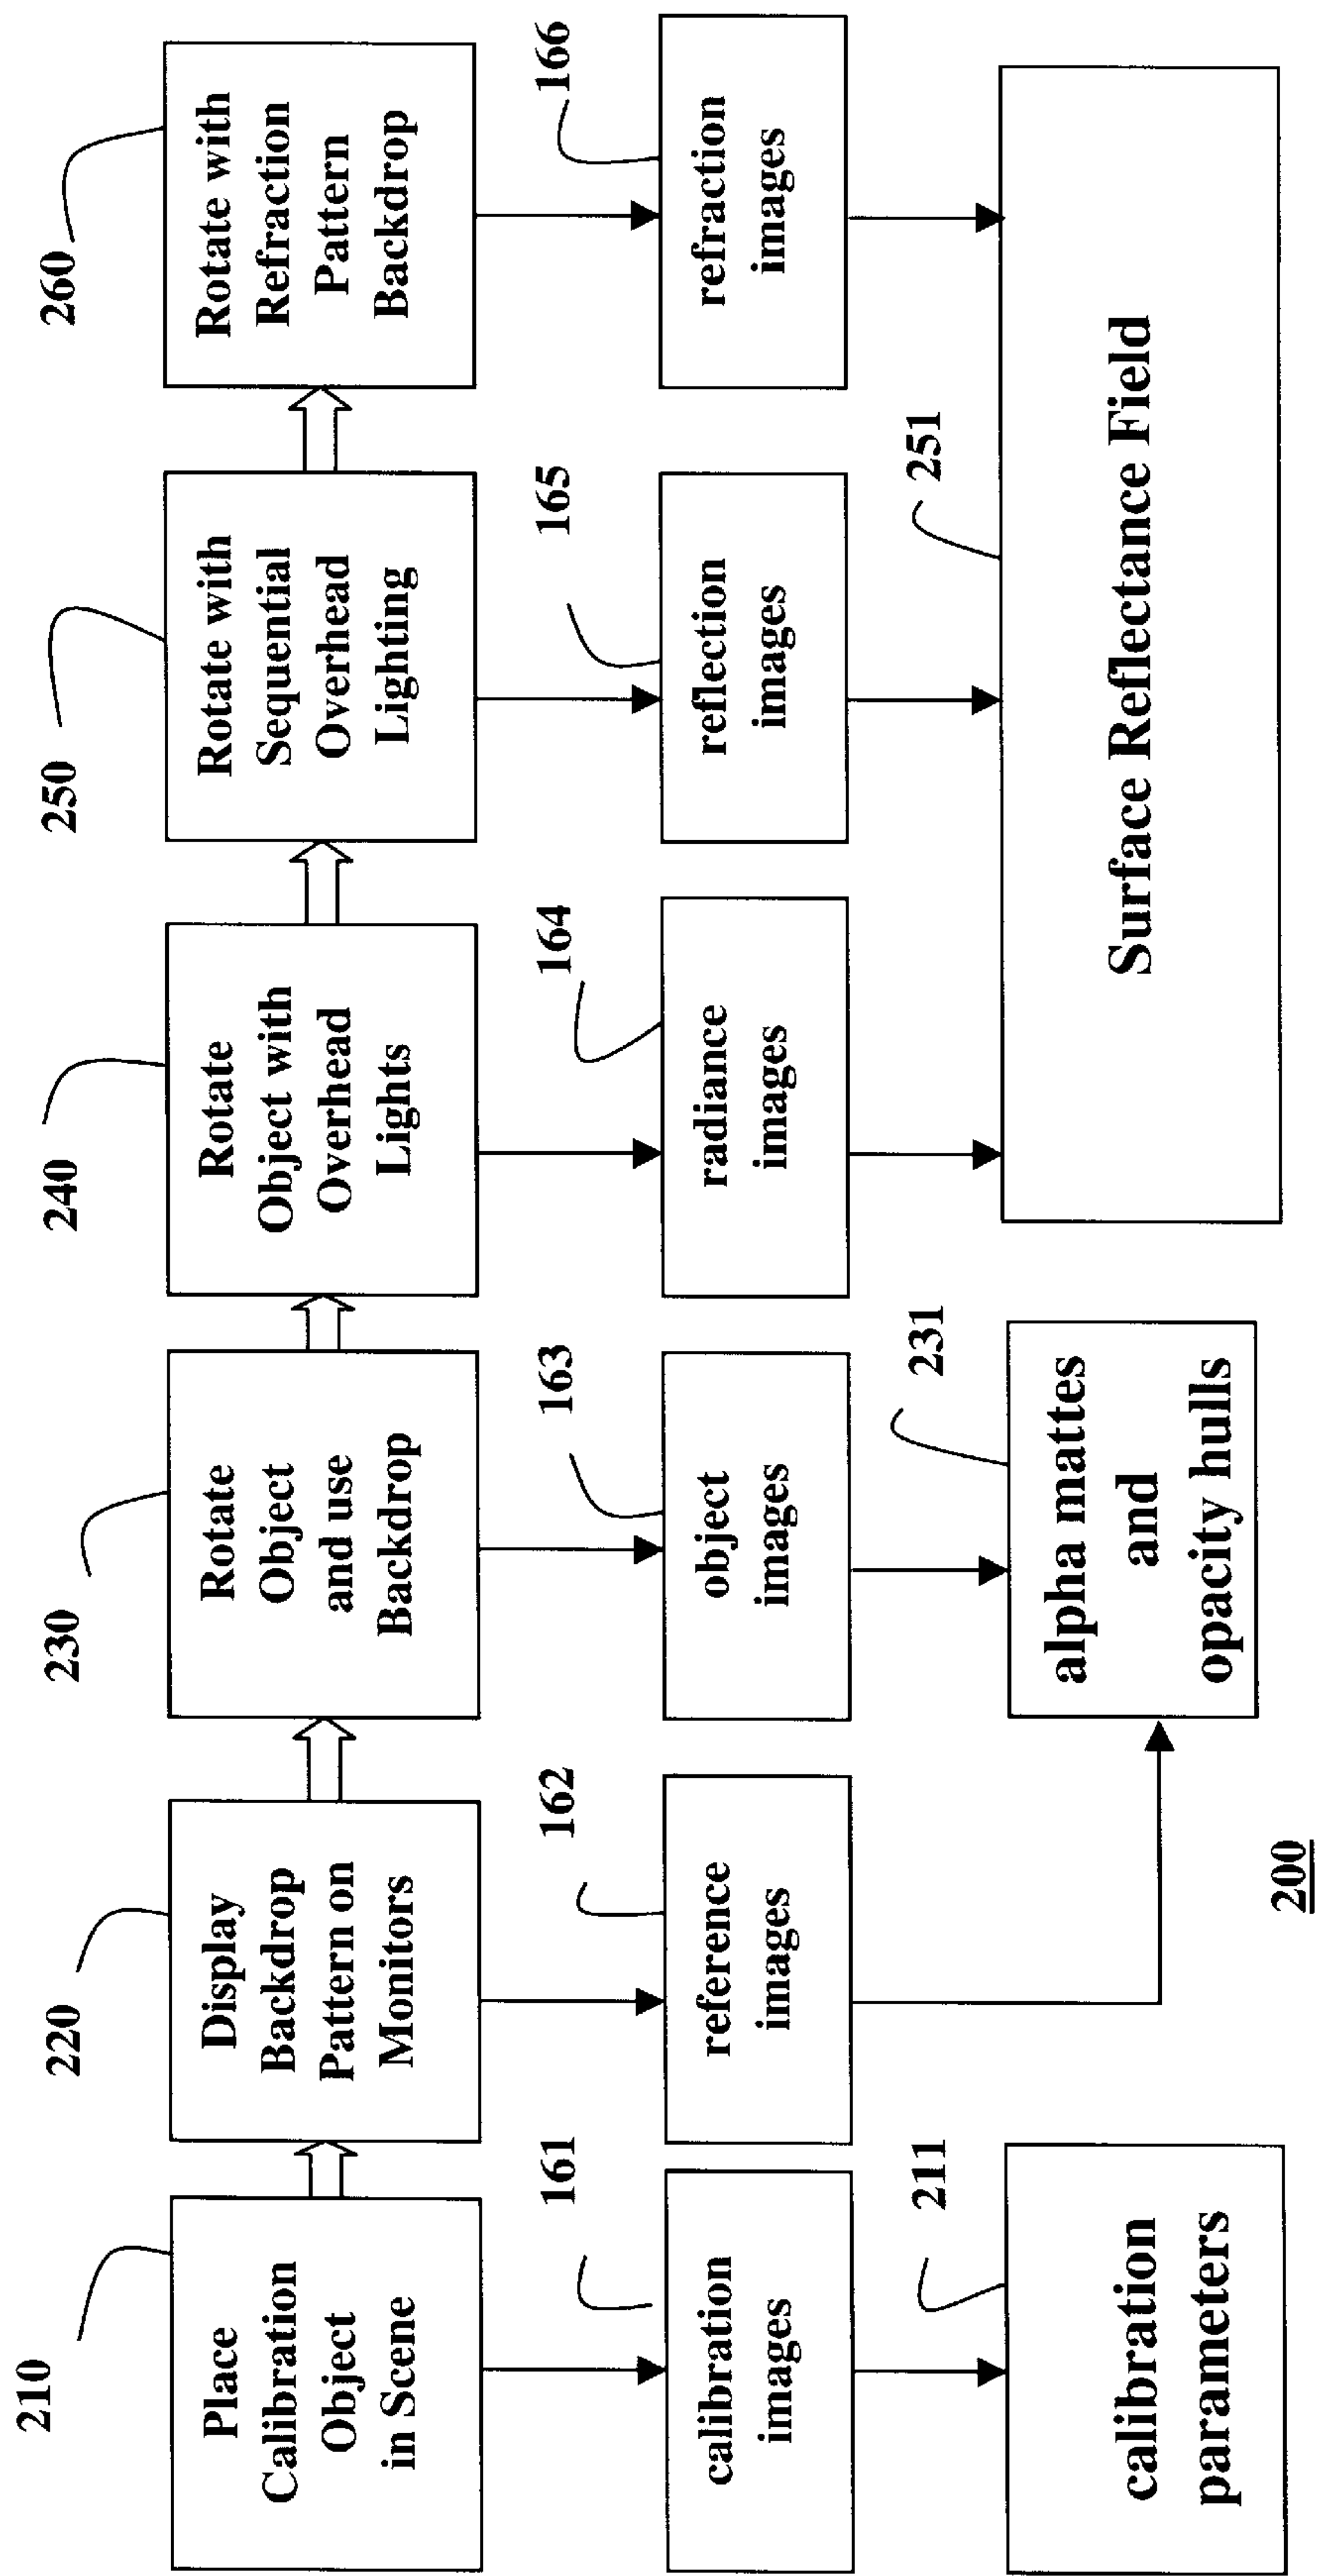 210
Place
Calibration
Object
in Scene
220
Display
Backdrop
Pattern on
Monitors
230
Rotate
Object
and use
Backdrop
240
Rotate
Object with
Overhead
Lights
250
Rotate with
Sequential
Overhead
Lighting
260
Rotate with
Refraction
Pattern
Backdrop
161
calibration
images
162
reference
images
163
object
images
164
radiance
images
165
reflection
images
166
refraction
images
211
calibration
parameters
231
alpha mattes
and
opacity hulls
251
Surface Reflectance Field
200